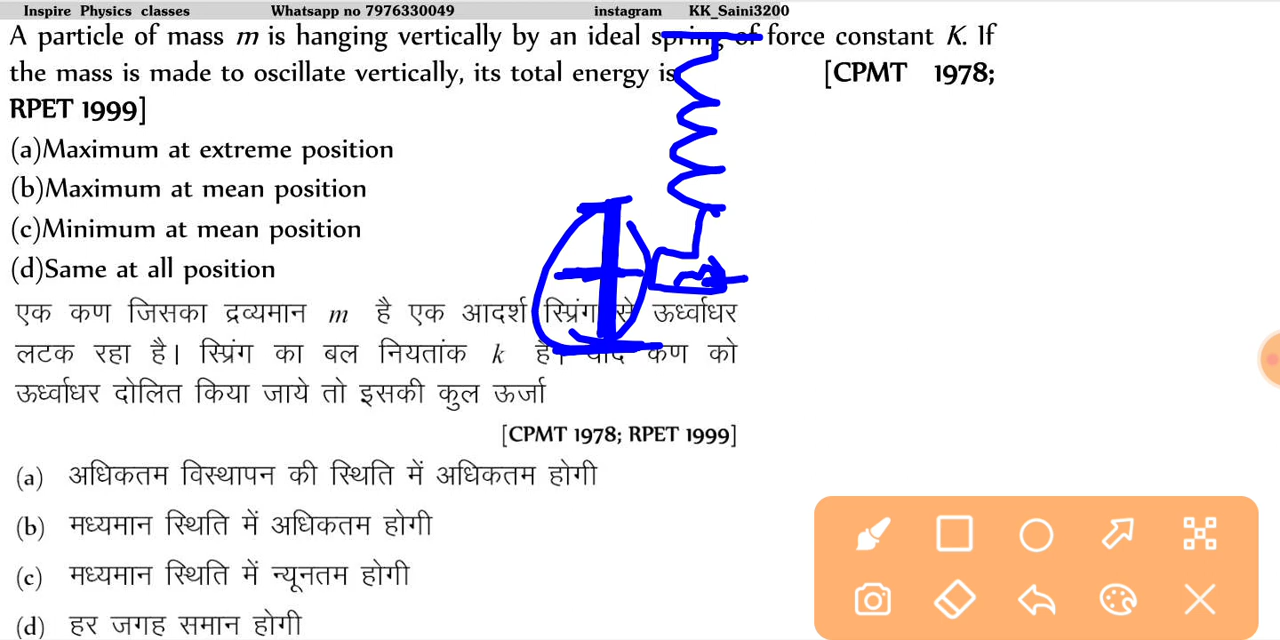 Inspire Physics classes Whatsapp no 7976330049 instagram KK_Saini3200
A particle of mass m is hanging vertically by an ideal spring of force constant K. If
the mass is made to oscillate vertically, its total energy is [CPMT 1978;
RPET 1999]
(a)Maximum at extreme position
(b)Maximum at mean position
(c)Minimum at mean position
(d)Same at all position
एक कण जिसका द्रव्यमान m है एक आदर्श स्प्रिंग से ऊर्ध्वाधर
लटक रहा है। स्प्रिंग का बल नियतांक k है। यदि कण को
ऊर्ध्वाधर दोलित किया जाये तो इसकी कुल ऊर्जा
[CPMT 1978; RPET 1999]
(a) अधिकतम विस्थापन की स्थिति में अधिकतम होगी
(b) मध्यमान स्थिति में अधिकतम होगी
(c) मध्यमान स्थिति में न्यूनतम होगी
(d) हर जगह समान होगी